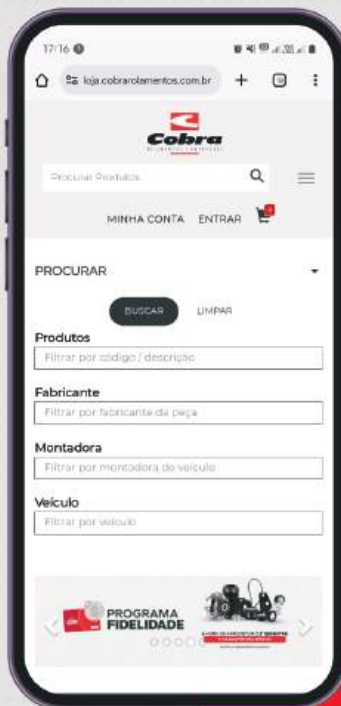 17:16
loja.cobrarolamentos.com.br
Cobra
Procurar Produtos
MINHA CONTA ENTRAR
PROCURAR
BUSCAR LIMPAR
Produtos
Filtrar por código / descrição
Fabricante
Filtrar por fabricante da peça
Montadora
Filtrar por montadora do veículo
Veículo
Filtrar por veículo
PROGRAMA
FIDELIDADE